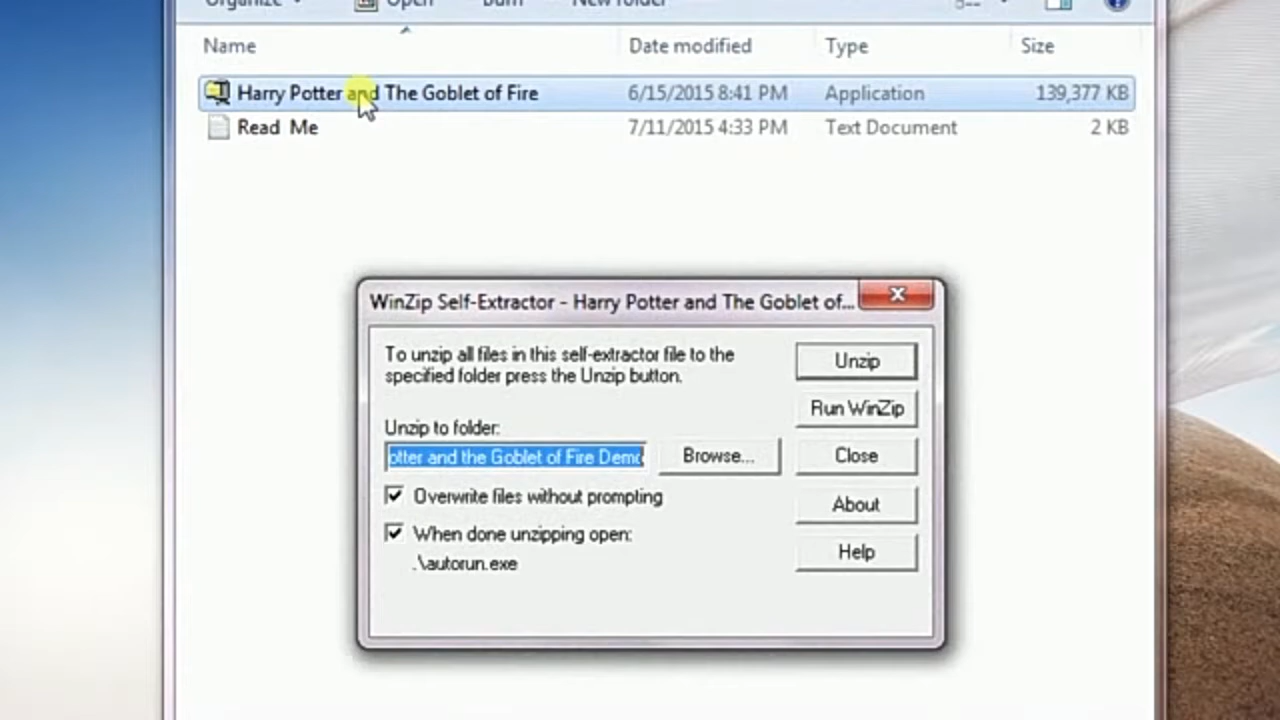 Organize Open Burn New folder
Name Date modified Type Size
Harry Potter and The Goblet of Fire 6/15/2015 8:41 PM Application 139,377 KB
Read Me 7/11/2015 4:33 PM Text Document 2 KB
WinZip Self-Extractor - Harry Potter and The Goblet of...
To unzip all files in this self-extractor file to the
specified folder press the Unzip button.
Unzip
Run WinZip
Unzip to folder:
otter and the Goblet of Fire Demo
Browse...
Close
Overwrite files without prompting
About
When done unzipping open:
.\autorun.exe
Help